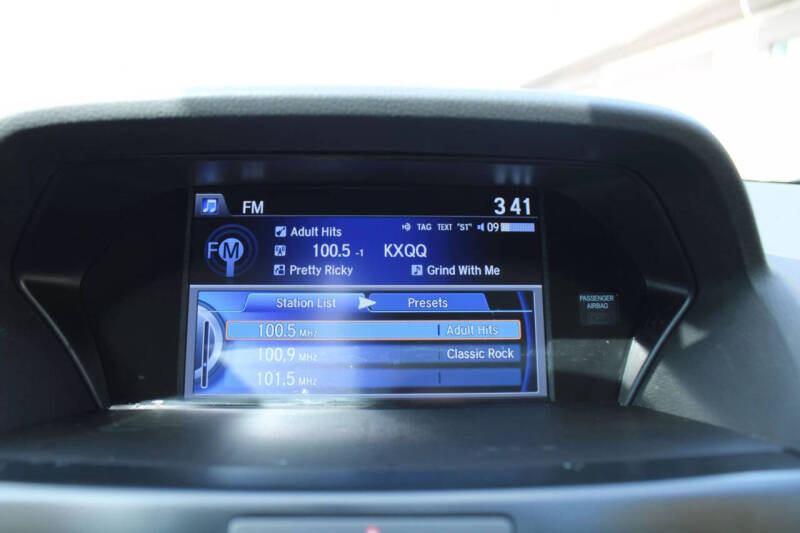 FM 3 41
Adult Hits TAG TEXT "ST" 09
FM 100.5 -1 KXQQ
Pretty Ricky Grind With Me
Station List Presets
100.5 MHz Adult Hits
100.9 MHz Classic Rock
101.5 MHz
PASSENGER
AIRBAG